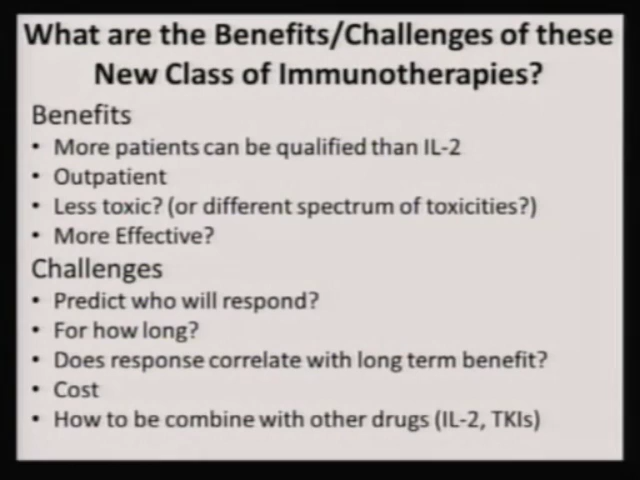 What are the Benefits/Challenges of these
New Class of Immunotherapies?
Benefits
• More patients can be qualified than IL-2
• Outpatient
• Less toxic? (or different spectrum of toxicities?)
• More Effective?
Challenges
• Predict who will respond?
• For how long?
• Does response correlate with long term benefit?
• Cost
• How to be combine with other drugs (IL-2, TKIs)